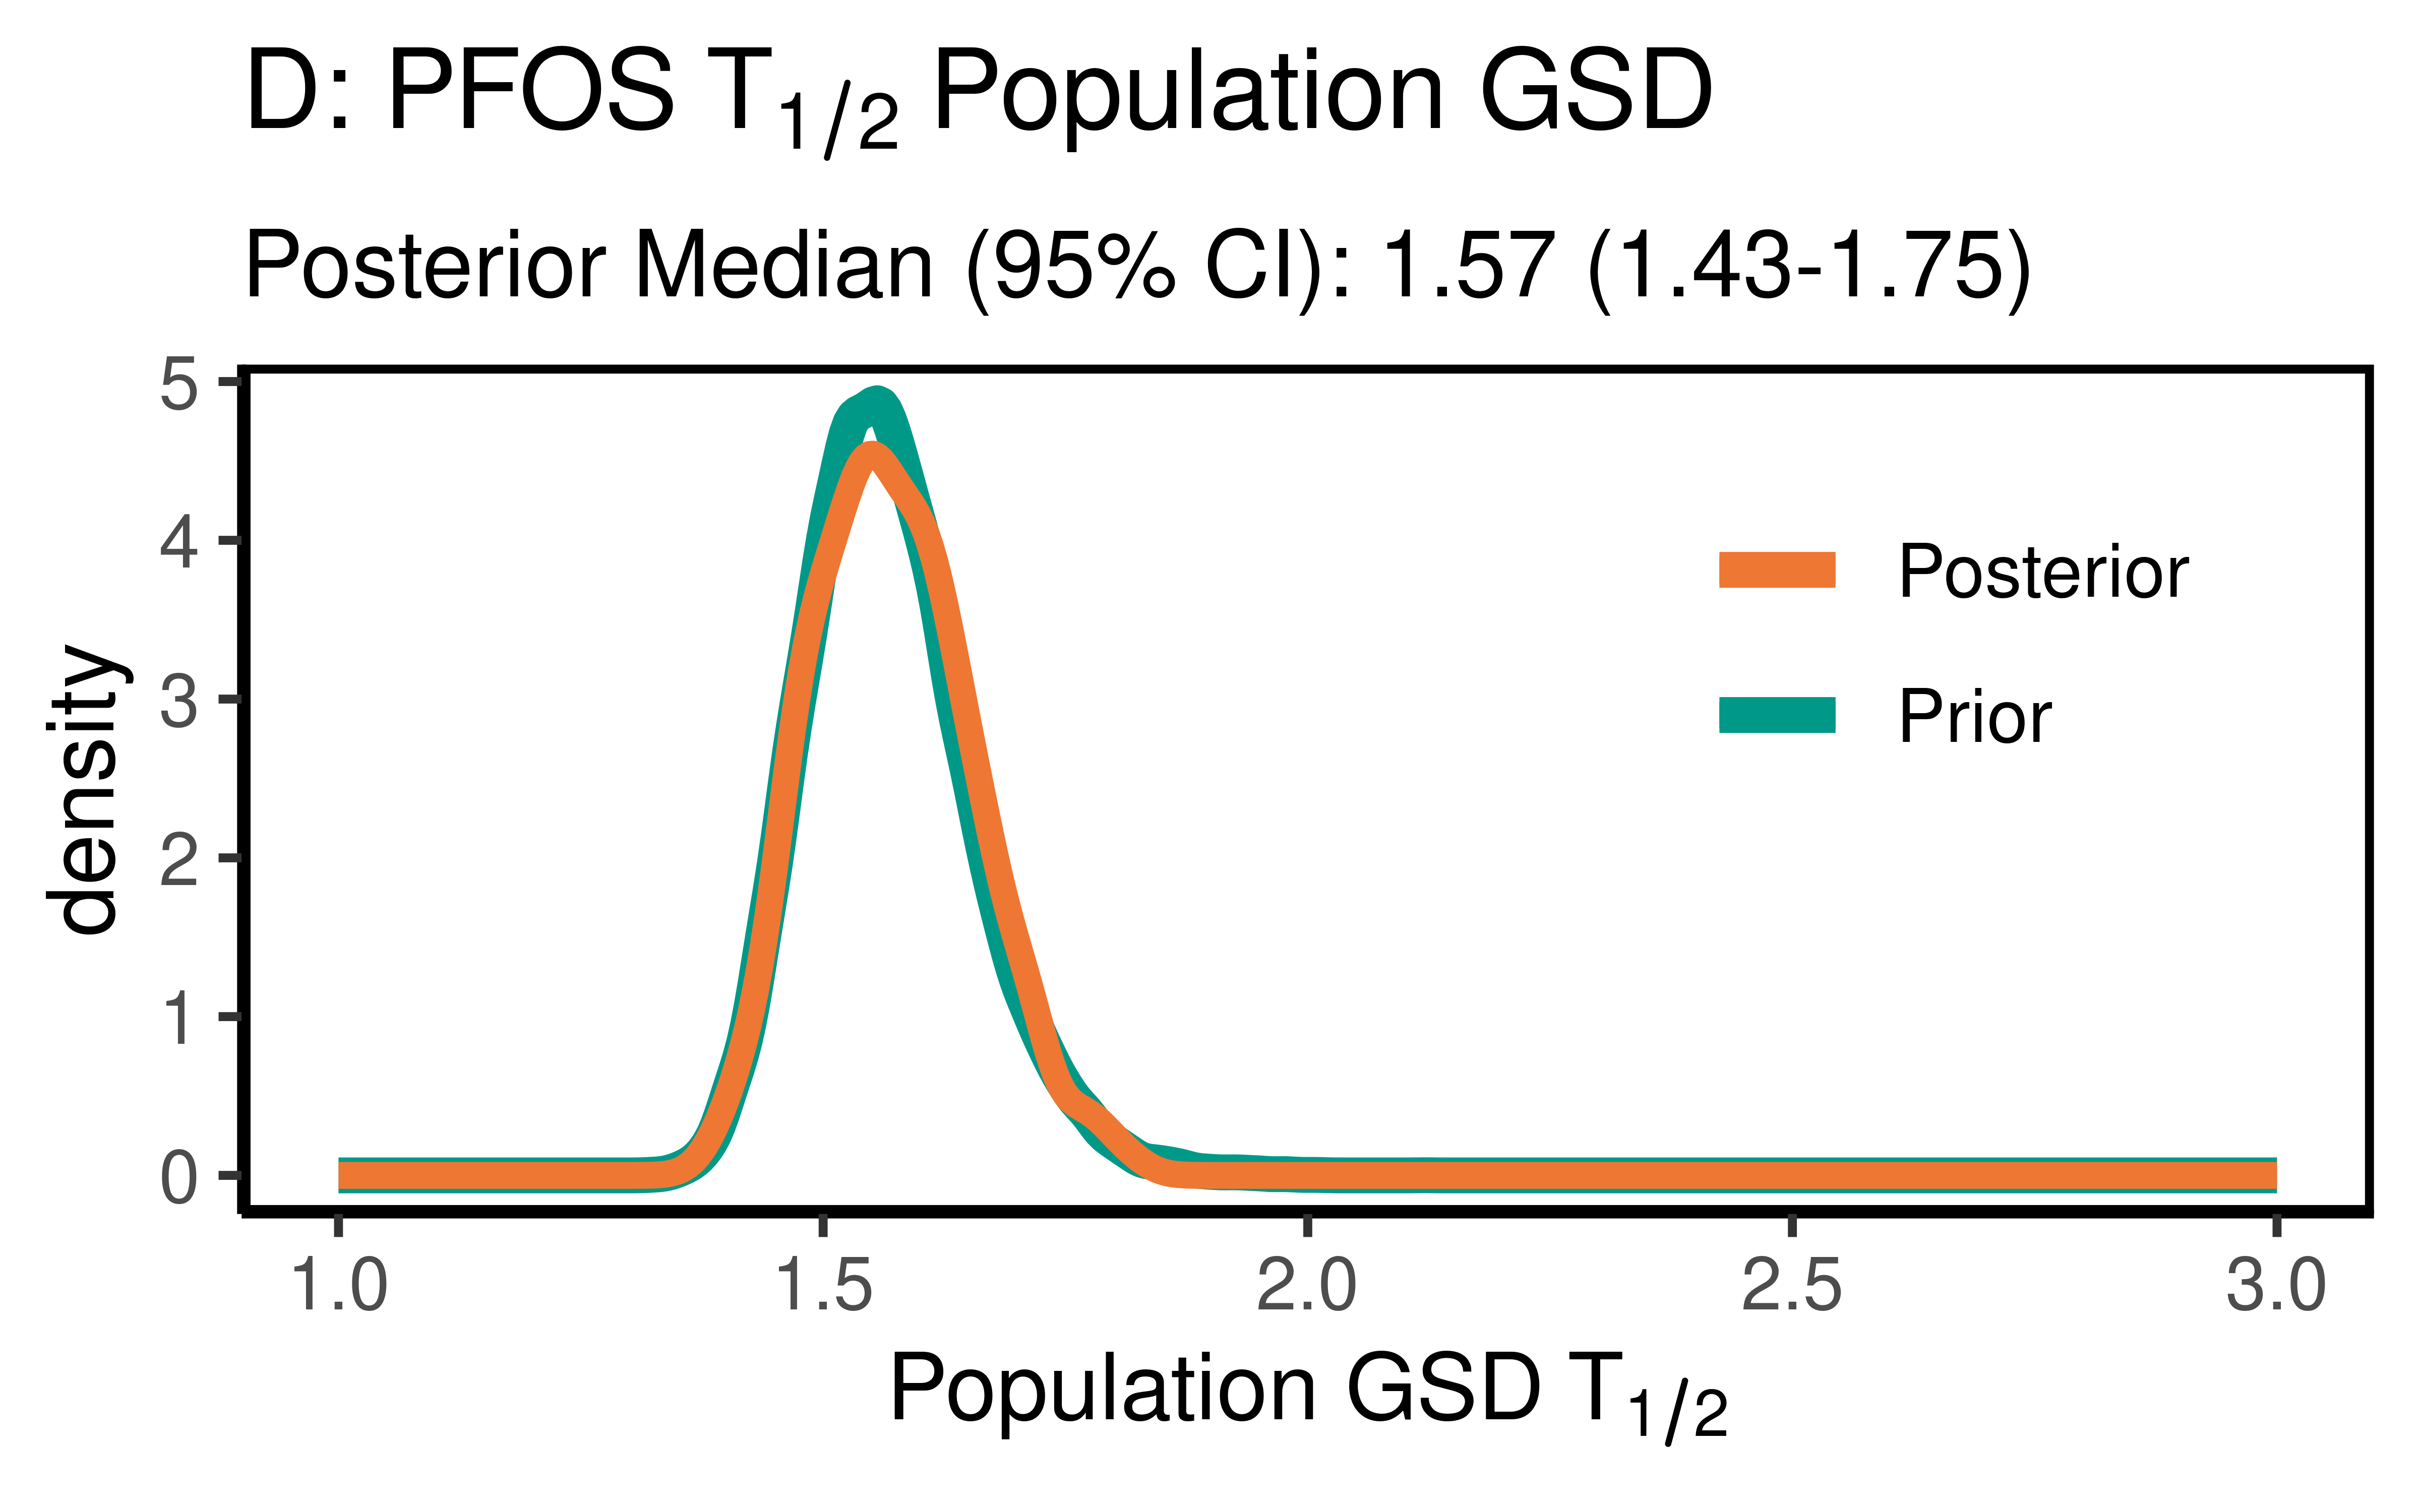 D: PFOS T1/2 Population GSD
Posterior Median (95% CI): 1.57 (1.43-1.75)
5
4
3
2
1
0
density
Posterior
Prior
1.0 1.5 2.0 2.5 3.0
Population GSD T1/2